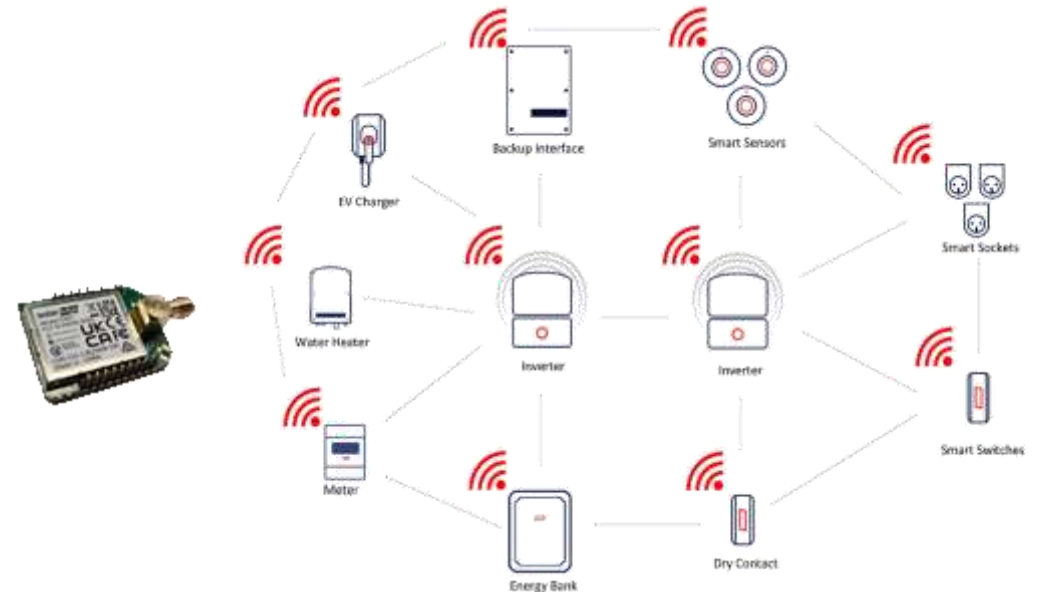 Backup Interface
Smart Sensors
EV Charger
Smart Sockets
Water Heater
Inverter
Inverter
Smart Switches
Meter
Energy Bank
Dry Contact
UK
CA
CE